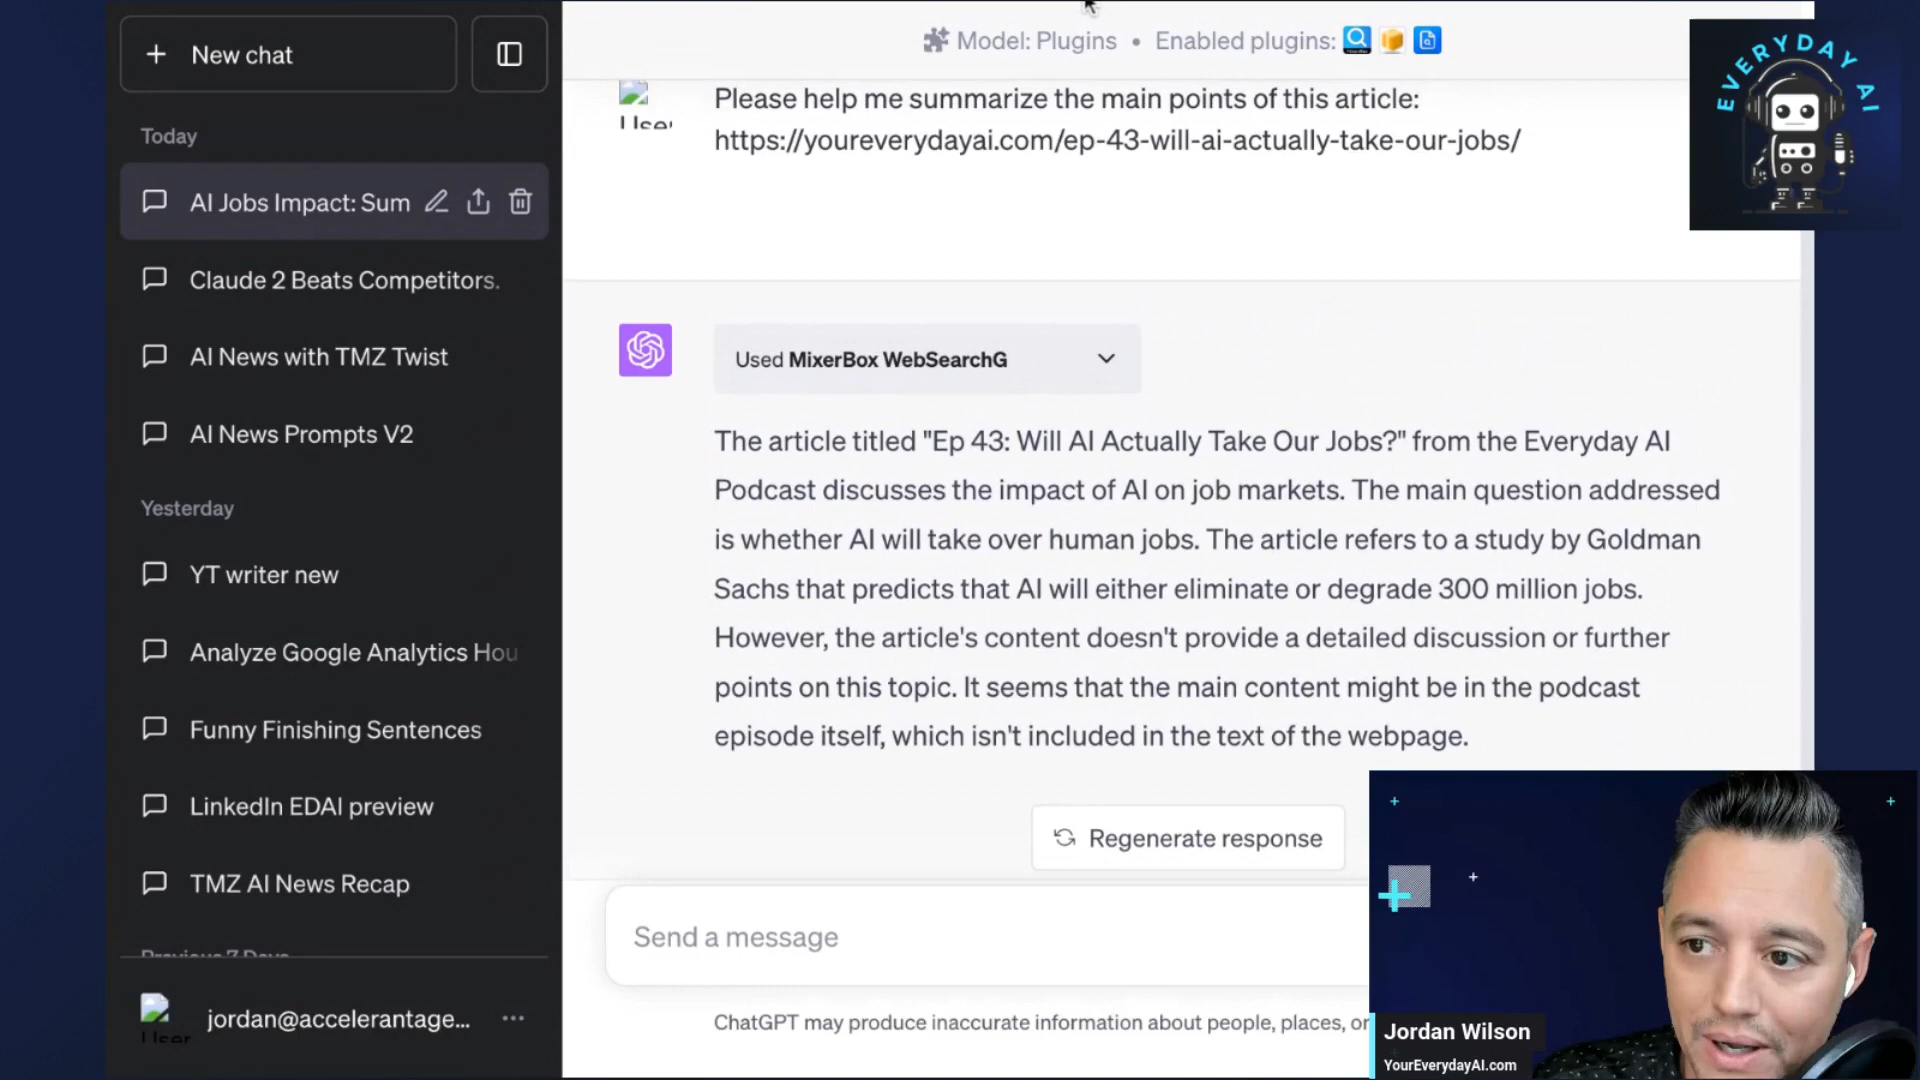 New chat
Today
AI Jobs Impact: Sum
Claude 2 Beats Competitors.
AI News with TMZ Twist
AI News Prompts V2
Yesterday
YT writer new
Analyze Google Analytics Hou
Funny Finishing Sentences
LinkedIn EDAI preview
TMZ AI News Recap
Previous 7 Days
User
jordan@accelerantage...
Model: Plugins • Enabled plugins:
User
Please help me summarize the main points of this article:
https://youreverydayai.com/ep-43-will-ai-actually-take-our-jobs/
Used MixerBox WebSearchG
The article titled "Ep 43: Will AI Actually Take Our Jobs?" from the Everyday AI
Podcast discusses the impact of AI on job markets. The main question addressed
is whether AI will take over human jobs. The article refers to a study by Goldman
Sachs that predicts that AI will either eliminate or degrade 300 million jobs.
However, the article's content doesn't provide a detailed discussion or further
points on this topic. It seems that the main content might be in the podcast
episode itself, which isn't included in the text of the webpage.
Regenerate response
Send a message
ChatGPT may produce inaccurate information about people, places, or
EVERYDAY AI
Jordan Wilson
YourEverydayAI.com